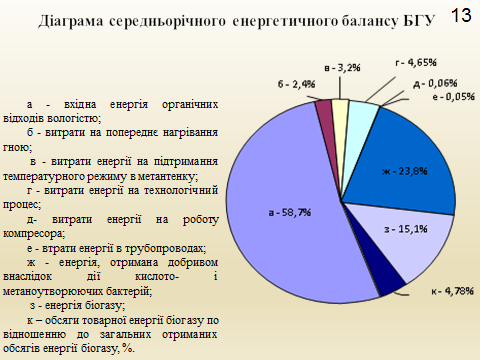 Діаграма середньорічного енергетичного балансу БГУ
13
а - вхідна енергія органічних
відходів вологістю;
б - витрати на попереднє нагрівання
гною;
в - витрати енергії на підтримання
температурного режиму в метантенку;
г - витрати енергії на технологічний
процес;
д- витрати енергії на роботу
компресора;
е - втрати енергії в трубопроводах;
ж - енергія, отримана добривом
внаслідок дії кислото- і
метаноутворюючих бактерій;
з - енергія біогазу;
к – обсяги товарної енергії біогазу по
відношенню до загальних отриманих
обсягів енергії біогазу, %.
в - 3,2%
г - 4,65%
б - 2,4%
д - 0,06%
е - 0,05%
ж - 23,8%
а - 58,7%
з - 15,1%
к - 4,78%